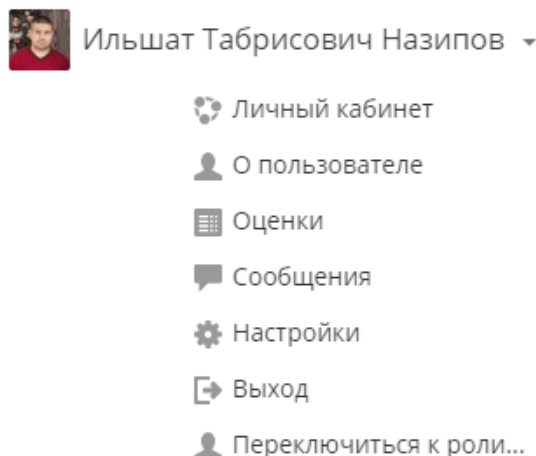 Ильшат Табрисович Назипов
Личный кабинет
О пользователе
Оценки
Сообщения
Настройки
Выход
Переключиться к роли...